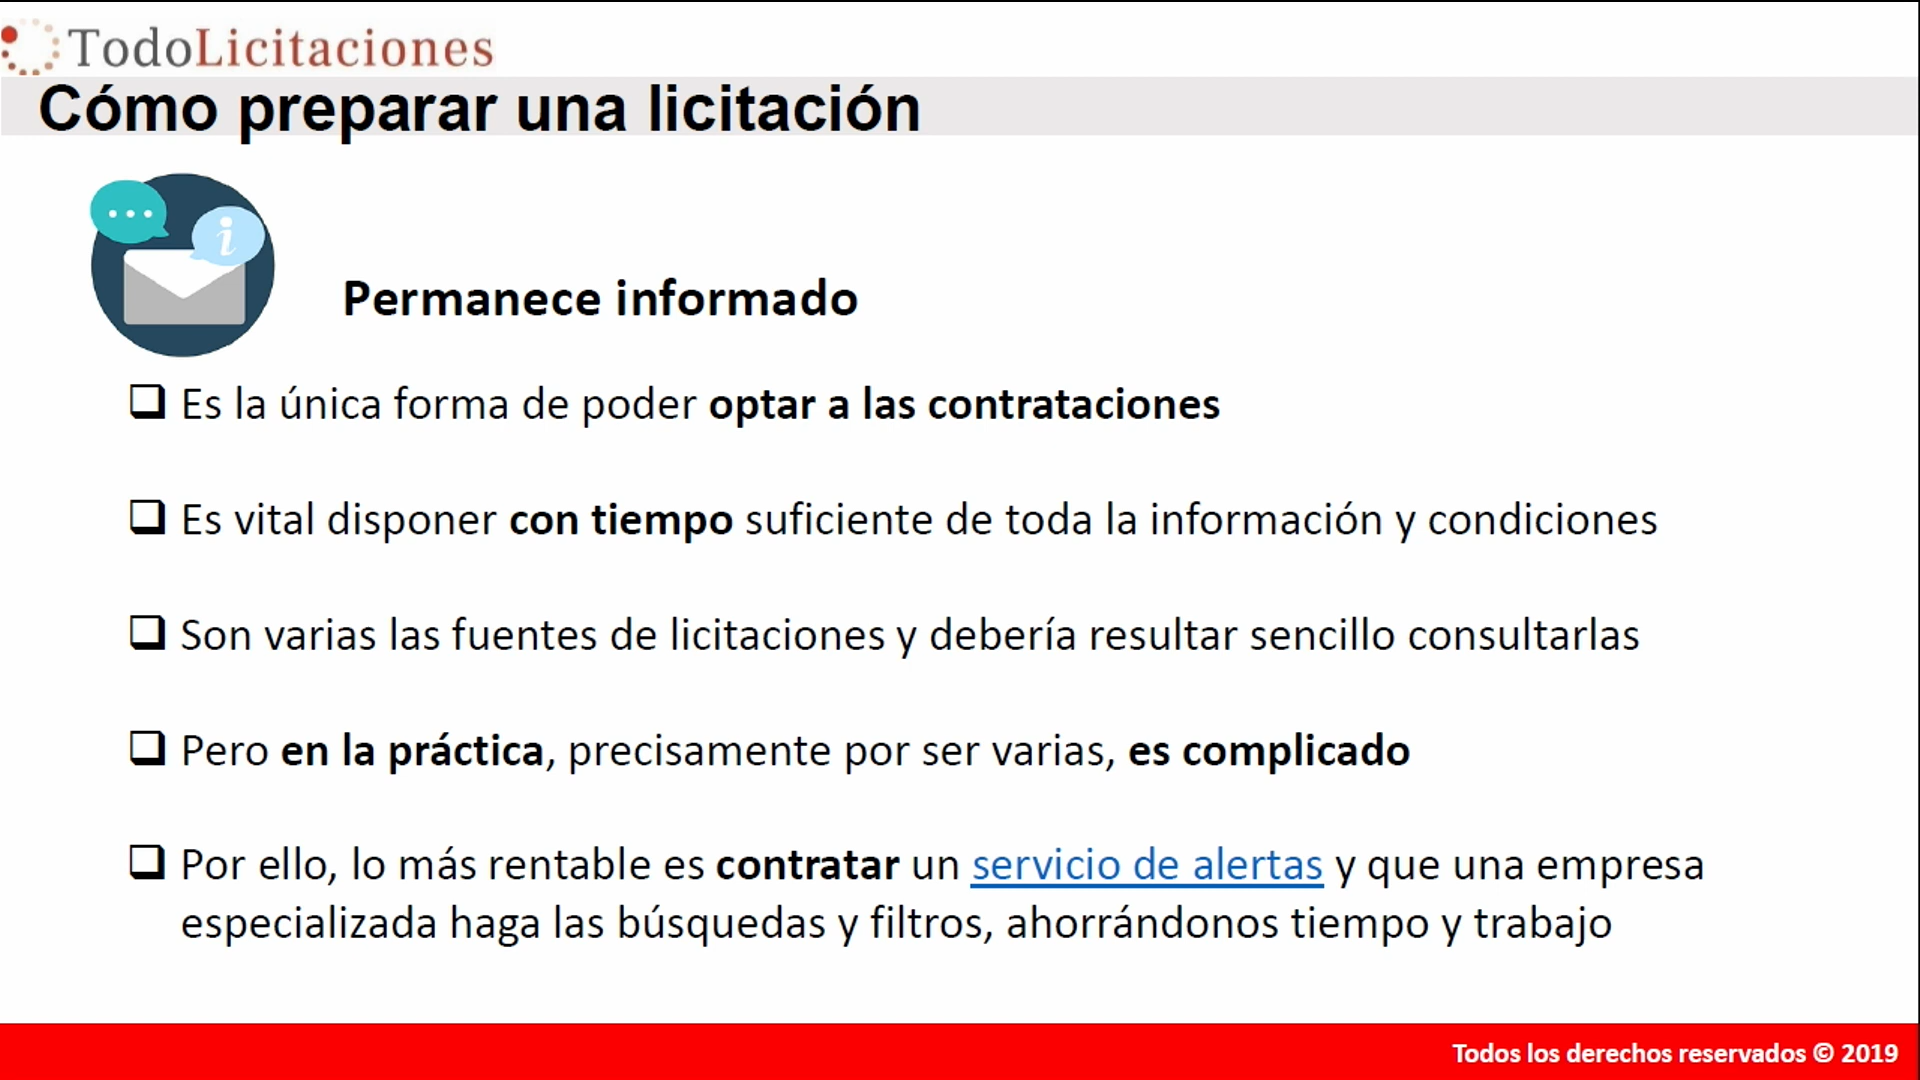 TodoLicitaciones
Cómo preparar una licitación
i
Permanece informado
❑ Es la única forma de poder optar a las contrataciones
❑ Es vital disponer con tiempo suficiente de toda la información y condiciones
❑ Son varias las fuentes de licitaciones y debería resultar sencillo consultarlas
❑ Pero en la práctica, precisamente por ser varias, es complicado
❑ Por ello, lo más rentable es contratar un servicio de alertas y que una empresa
especializada haga las búsquedas y filtros, ahorrándonos tiempo y trabajo
Todos los derechos reservados © 2019